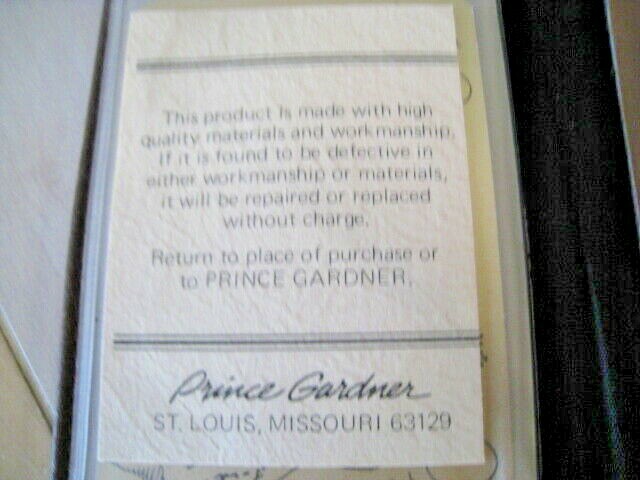 This product is made with high
quality materials and workmanship.
If it is found to be defective in
either workmanship or materials,
it will be repaired or replaced
without charge.
Return to place of purchase or
to PRINCE GARDNER.
Prince Gardner
ST. LOUIS, MISSOURI 63129